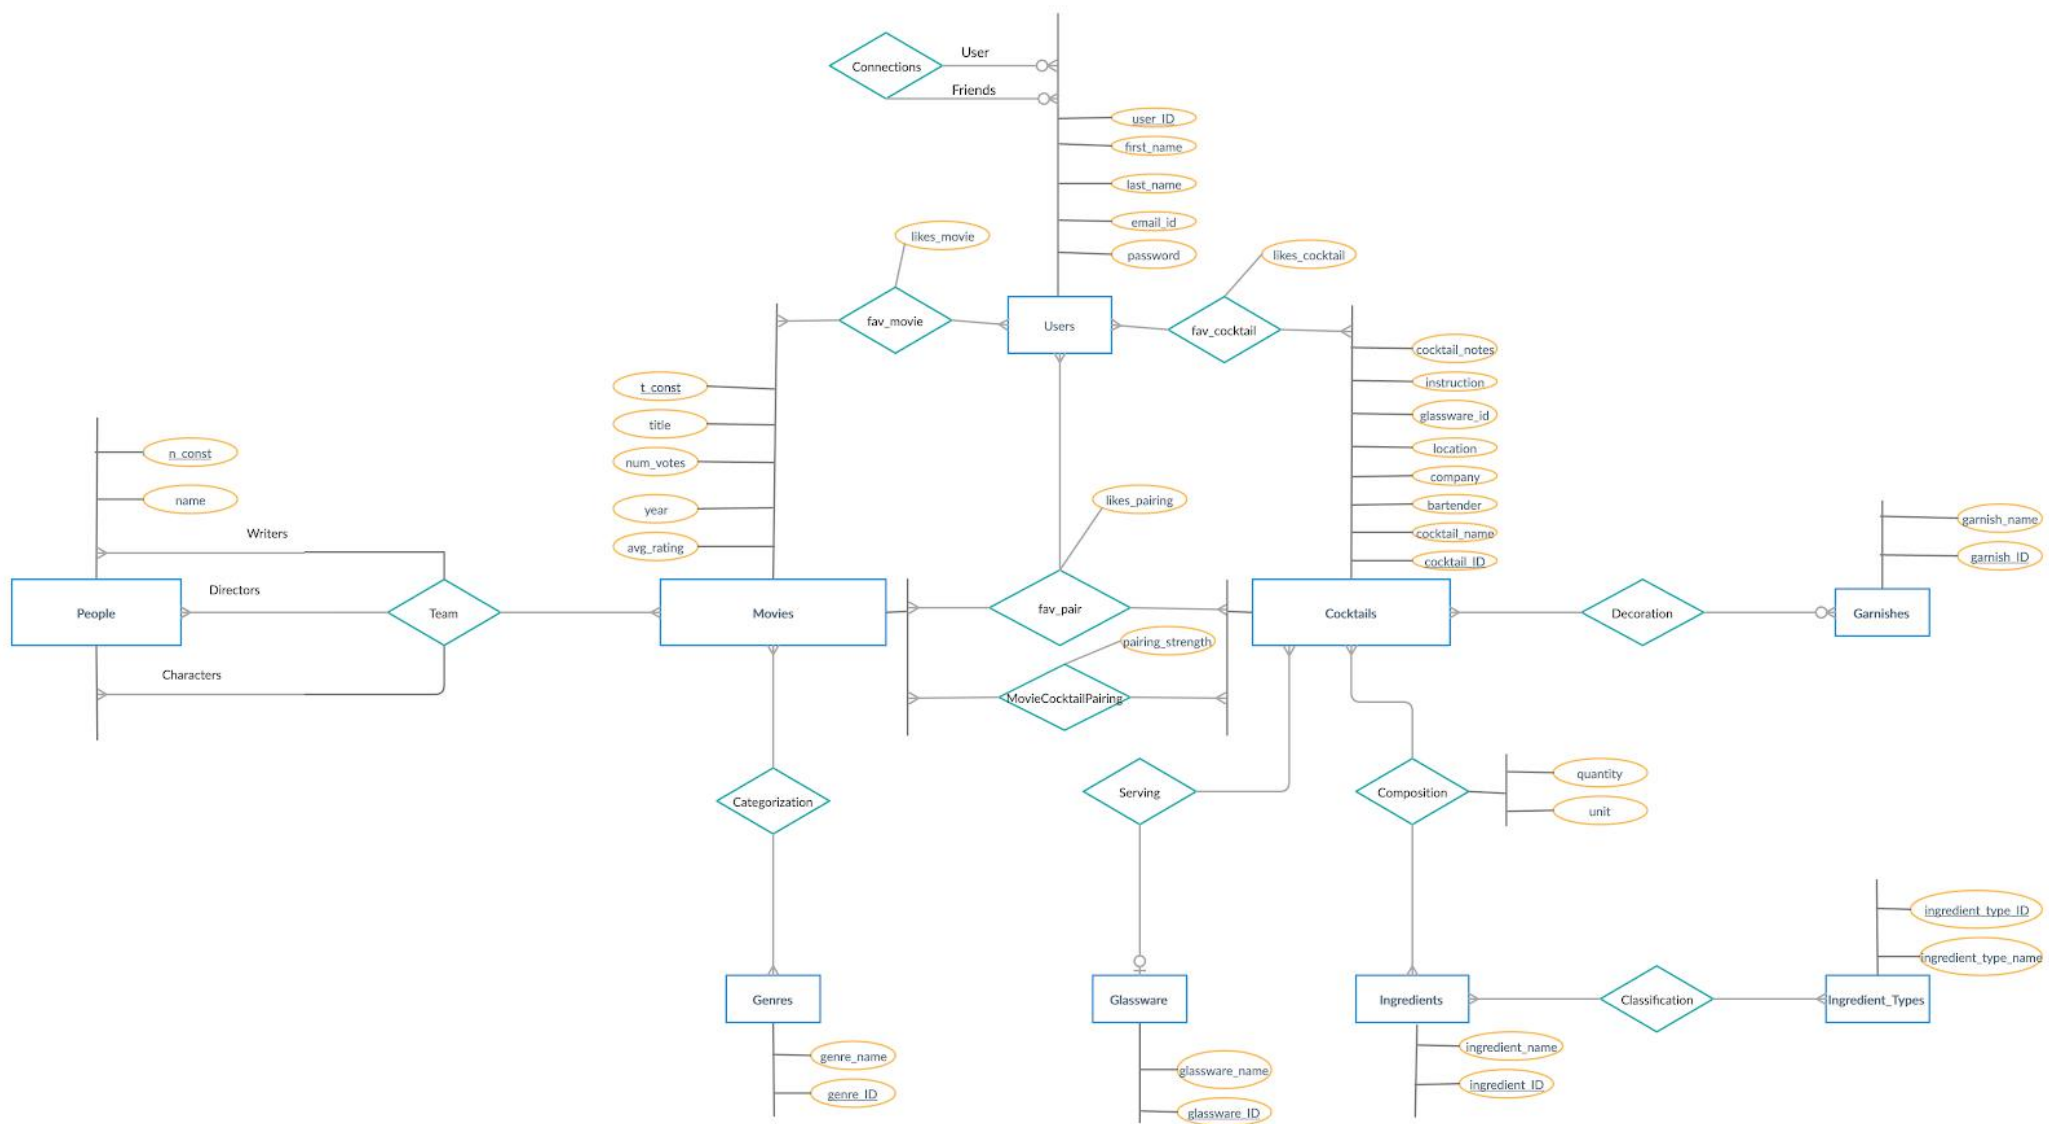 User
Connections
Friends
user_ID
first_name
last_name
email_id
password
likes_movie
likes_cocktail
fav_movie
Users
fav_cocktail
cocktail_notes
instruction
glassware_id
location
company
bartender
cocktail_name
cocktail_ID
t_const
title
num_votes
year
avg_rating
n_const
name
Writers
Directors
Characters
People
Team
Movies
likes_pairing
fav_pair
pairing_strength
MovieCocktailPairing
Cocktails
Decoration
garnish_name
garnish_ID
Garnishes
Categorization
Serving
Composition
quantity
unit
ingredient_type_ID
ingredient_type_name
Genres
Glassware
Ingredients
Classification
Ingredient_Types
genre_name
genre_ID
glassware_name
glassware_ID
ingredient_name
ingredient_ID